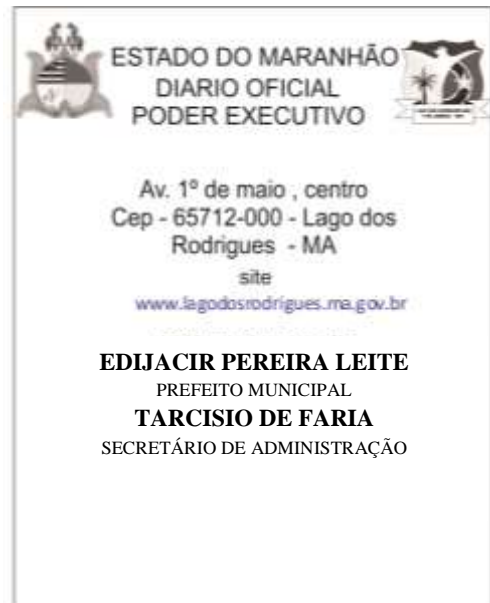 ESTADO DO MARANHÃO
DIARIO OFICIAL
PODER EXECUTIVO
Av. 1º de maio , centro
Cep - 65712-000 - Lago dos
Rodrigues - MA
site
www.lagodosrodrigues.ma.gov.br
EDIJACIR PEREIRA LEITE
PREFEITO MUNICIPAL
TARCISIO DE FARIA
SECRETÁRIO DE ADMINISTRAÇÃO